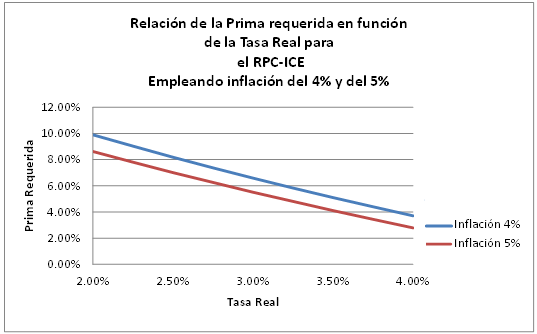 Relación de la Prima requerida en función
de la Tasa Real para
el RPC-ICE
Empleando inflación del 4% y del 5%
12.00%
10.00%
8.00%
6.00%
4.00%
2.00%
0.00%
Prima Requerida
2.00% 2.50% 3.00% 3.50% 4.00%
Tasa Real
Inflación 4%
Inflación 5%